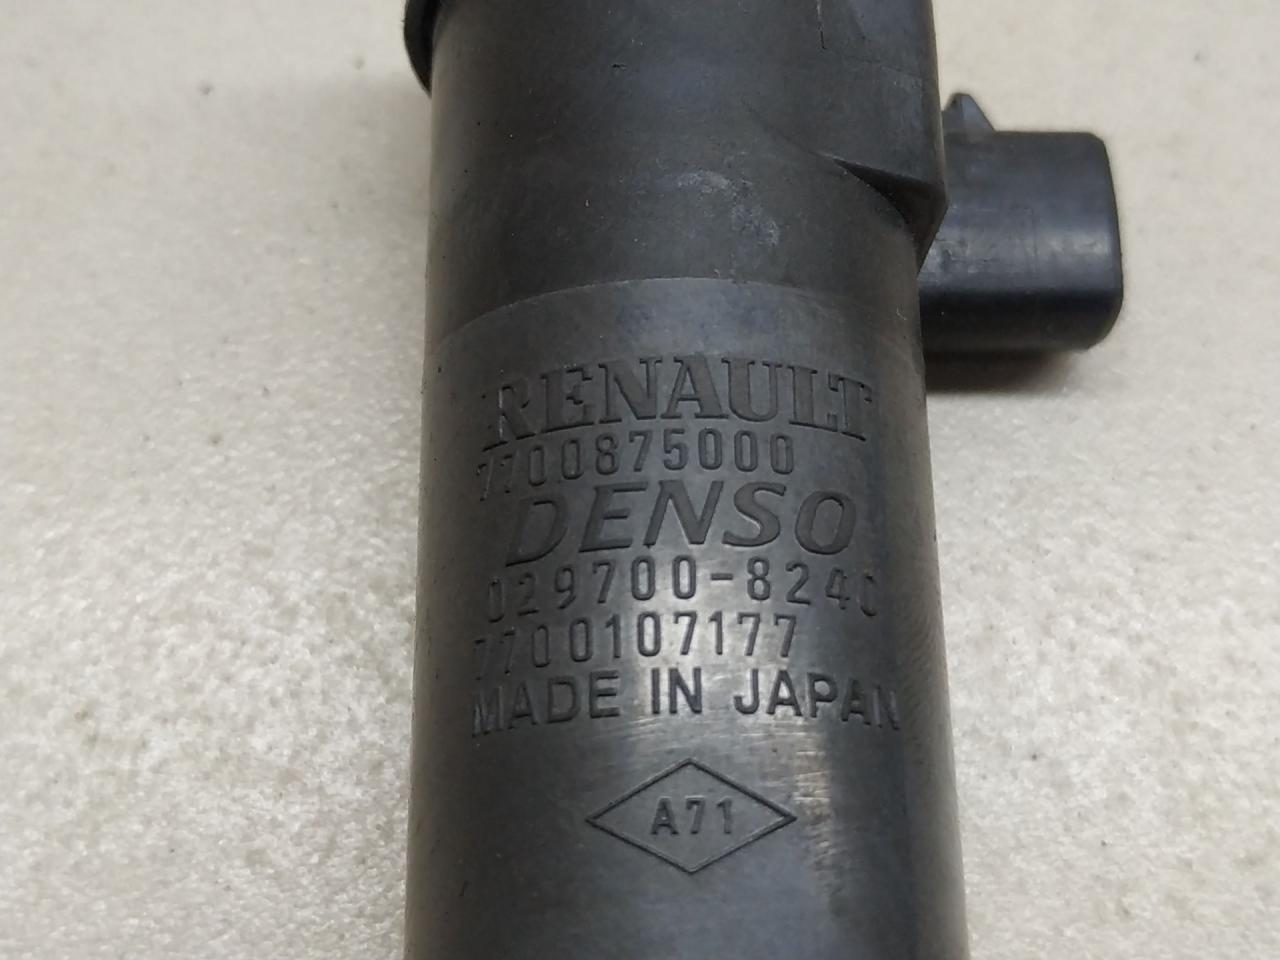 RENAULT
7700875000
DENSO
029700-8240
7700107177
MADE IN JAPAN
A71